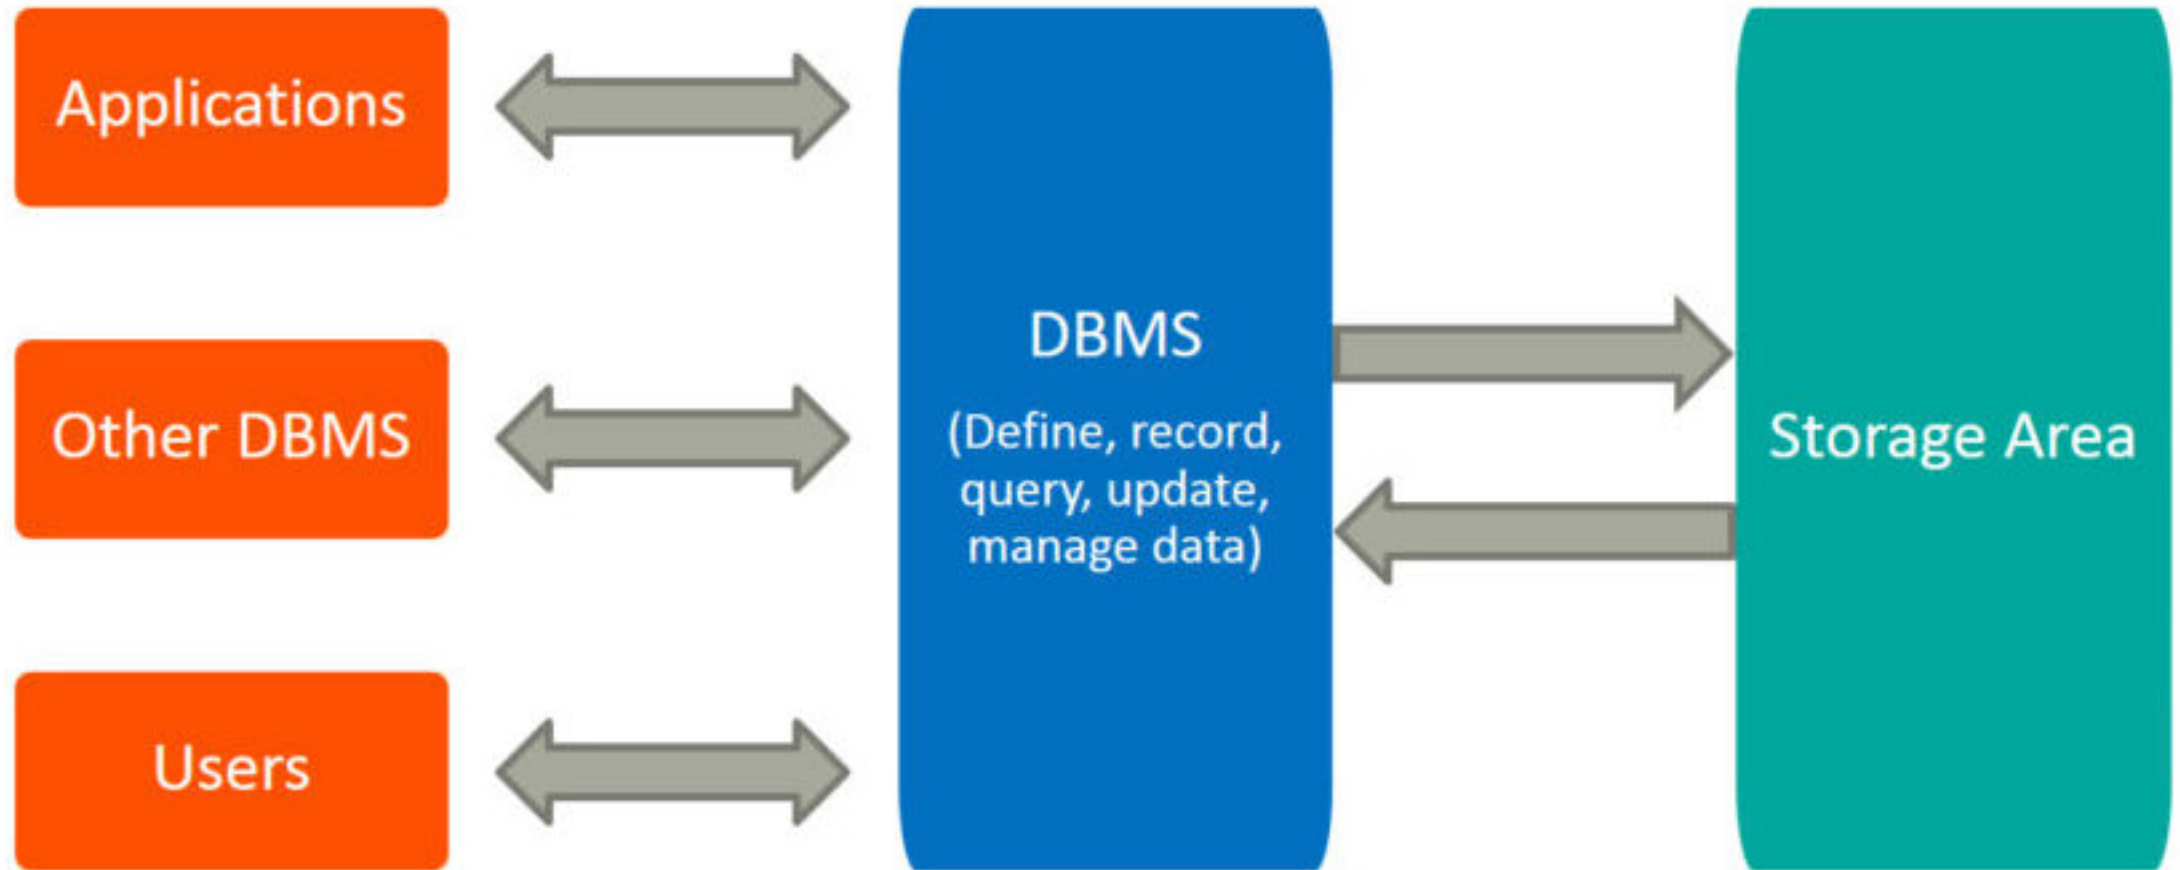 Applications
Other DBMS
Users
DBMS
(Define, record,
query, update,
manage data)
Storage Area